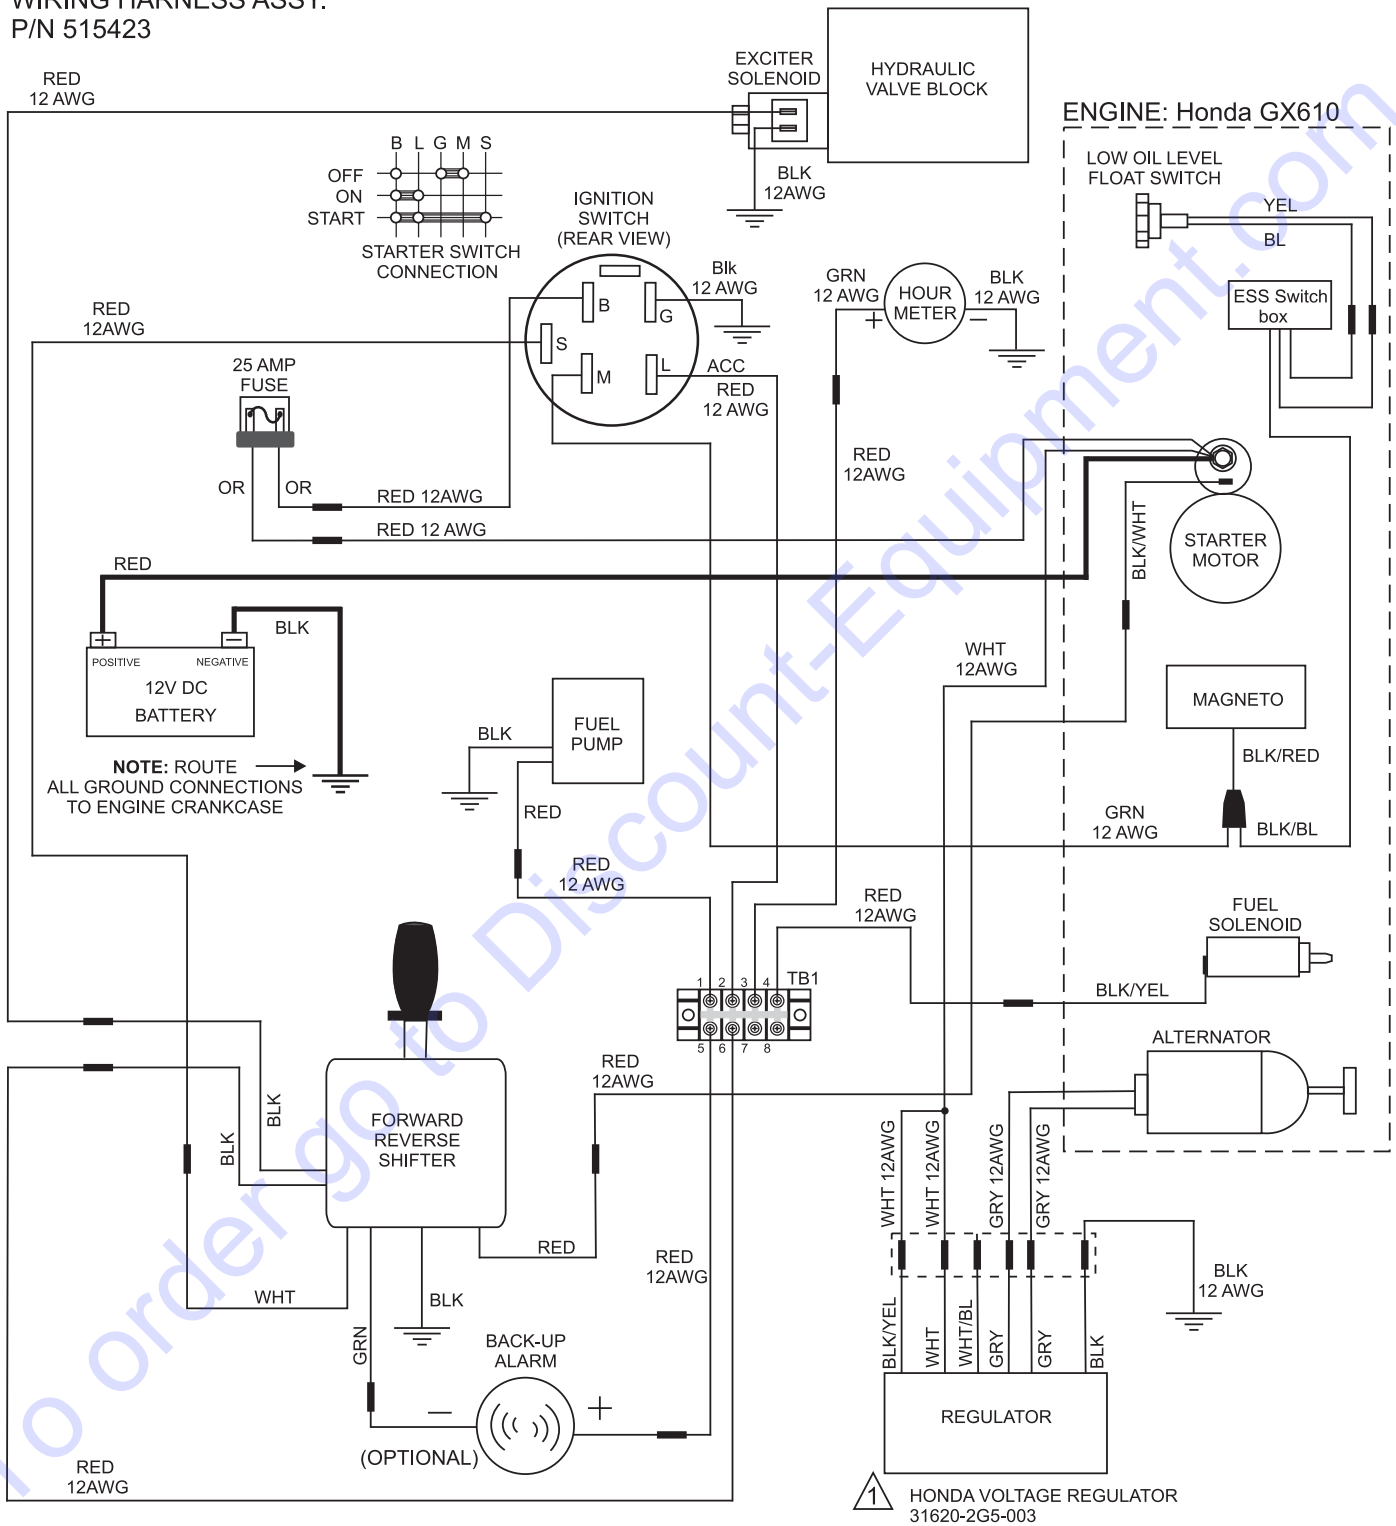 WIRING HARNESS ASSY.
P/N 515423
RED
12 AWG
EXCITER
SOLENOID
HYDRAULIC
VALVE BLOCK
BLK
12AWG
ENGINE: Honda GX610
LOW OIL LEVEL
FLOAT SWITCH
YEL
BL
ESS Switch
box
B L G M S
OFF
ON
START
STARTER SWITCH
CONNECTION
IGNITION
SWITCH
(REAR VIEW)
B
G
S
M
L
Blk
12 AWG
ACC
RED
12 AWG
GRN
12 AWG
HOUR
METER
BLK
12 AWG
+
−
RED
12AWG
RED
12AWG
25 AMP
FUSE
OR
OR
RED 12AWG
RED 12 AWG
BLK/WHT
STARTER
MOTOR
RED
BLK
+
−
POSITIVE
NEGATIVE
12V DC
BATTERY
NOTE: ROUTE
ALL GROUND CONNECTIONS
TO ENGINE CRANKCASE
WHT
12AWG
MAGNETO
BLK/RED
GRN
12 AWG
BLK/BL
BLK
FUEL
PUMP
RED
RED
12 AWG
RED
12AWG
FUEL
SOLENOID
BLK/YEL
1 2 3 4
TB1
5 6 7 8
RED
12AWG
ALTERNATOR
BLK
BLK
FORWARD
REVERSE
SHIFTER
WHT
GRN
BLK
RED
RED
12AWG
BACK-UP
ALARM
−
+
(OPTIONAL)
RED
12AWG
WHT 12AWG
WHT 12AWG
GRY 12AWG
GRY 12AWG
BLK
12 AWG
BLK/YEL
WHT
WHT/BL
GRY
GRY
BLK
REGULATOR
1
HONDA VOLTAGE REGULATOR
31620-2G5-003
To order go to Discount-Equipment.com